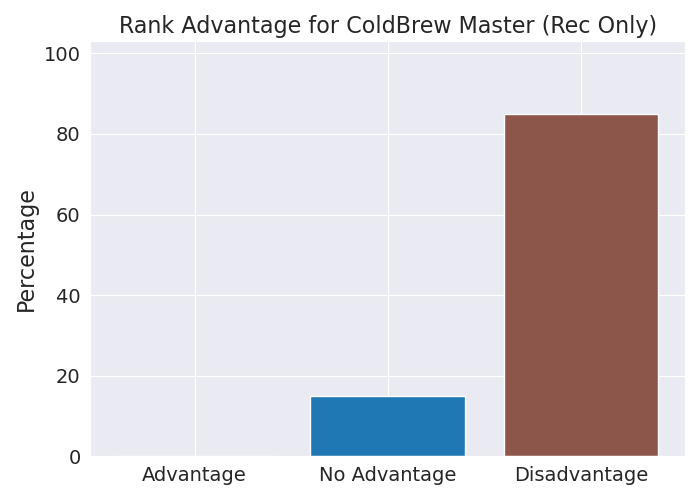 Rank Advantage for ColdBrew Master (Rec Only)
100
80
60
40
20
0
Percentage
Advantage
No Advantage
Disadvantage